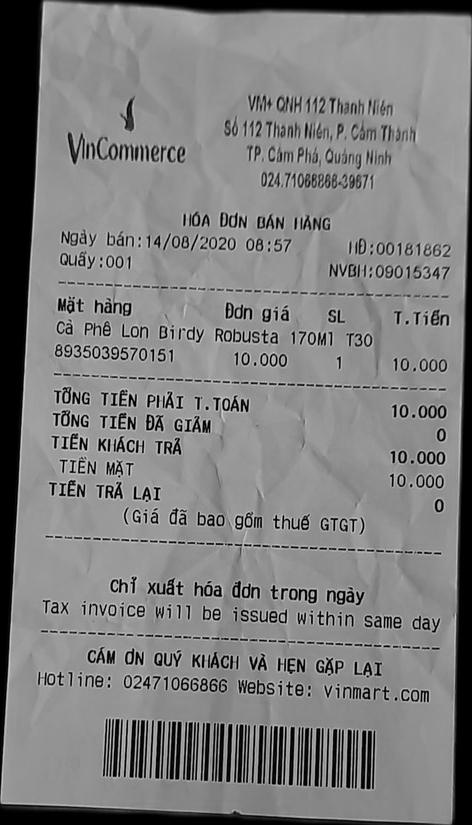 VinCommerce
VM+ QNH 112 Thanh Niên
Số 112 Thanh Niên, P. Cẩm Thành
TP. Cẩm Phả, Quảng Ninh
024.71066866-39671
HÓA ĐƠN BÁN HÀNG
Ngày bán:14/08/2020 08:57 HĐ:00181862
Quầy:001 NVBH:09015347
Mặt hàng Đơn giá SL T.Tiền
Cà Phê Lon Birdy Robusta 170Ml T30
8935039570151 10.000 1 10.000
TỔNG TIỀN PHẢI T.TOÁN 10.000
TỔNG TIỀN ĐÃ GIẢM 0
TIỀN KHÁCH TRẢ 10.000
TIỀN MẶT 10.000
TIỀN TRẢ LẠI 0
(Giá đã bao gồm thuế GTGT)
Chỉ xuất hóa đơn trong ngày
Tax invoice will be issued within same day
CẢM ƠN QUÝ KHÁCH VÀ HẸN GẶP LẠI
Hotline: 02471066866 Website: vinmart.com